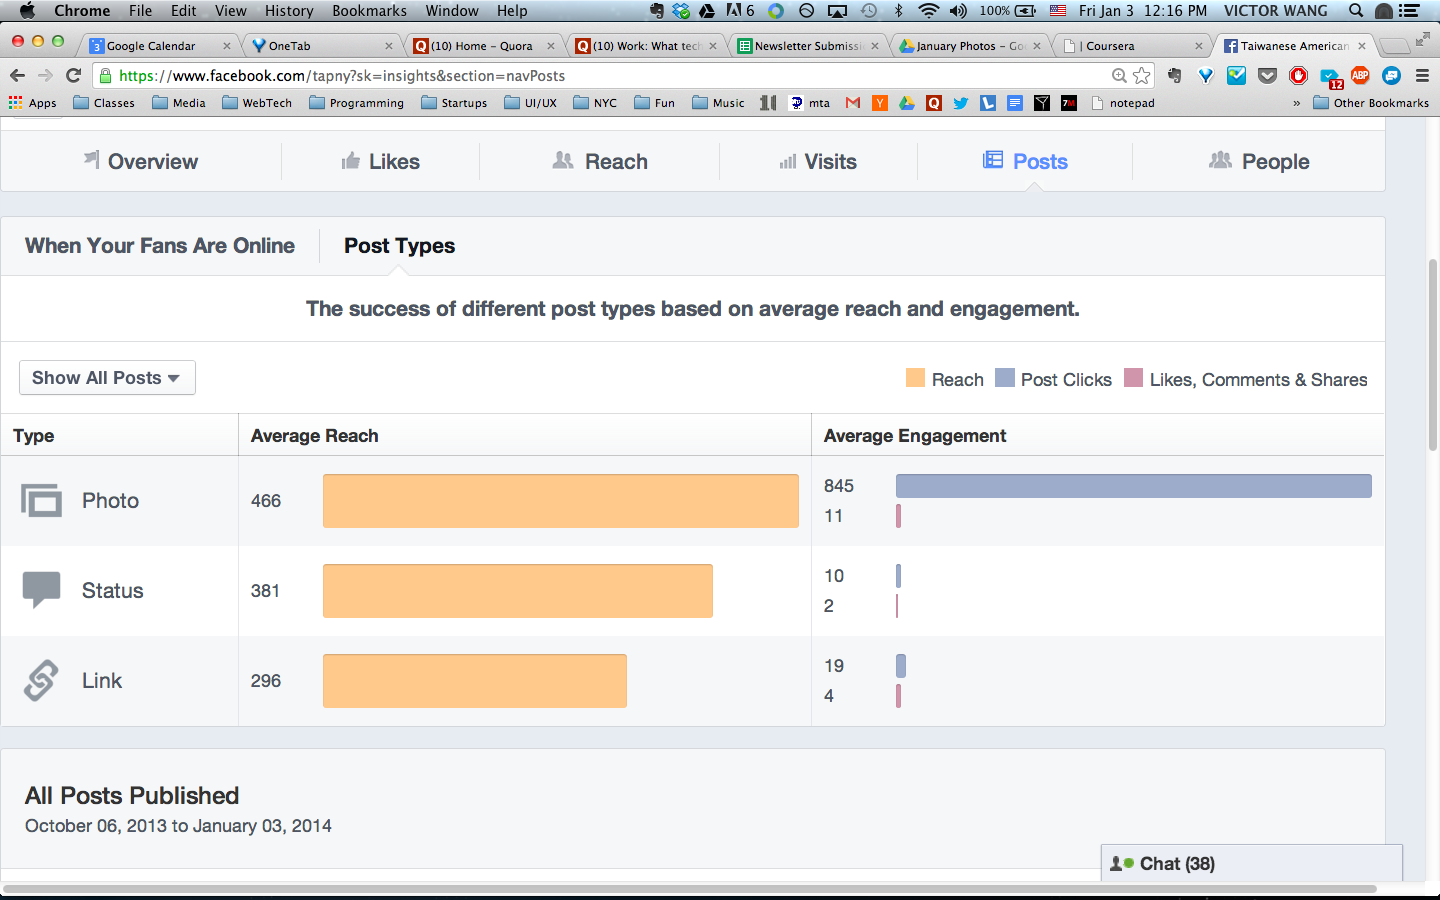 Chrome File Edit View History Bookmarks Window Help 6 100% Fri Jan 3 12:16 PM VICTOR WANG
3 Google Calendar × OneTab × Q (10) Home – Quora × Q (10) Work: What tech × Newsletter Submissi × January Photos – Go × | Coursera × Taiwanese American ×
https://www.facebook.com/tapny?sk=insights&section=navPosts ABP 12
Apps Classes Media WebTech Programming Startups UI/UX NYC Fun Music mta notepad » Other Bookmarks
Overview Likes Reach Visits Posts People
When Your Fans Are Online Post Types
The success of different post types based on average reach and engagement.
Show All Posts Reach Post Clicks Likes, Comments & Shares
Type Average Reach Average Engagement
Photo 466 845
11
Status 381 10
2
Link 296 19
4
All Posts Published
October 06, 2013 to January 03, 2014
Chat (38)